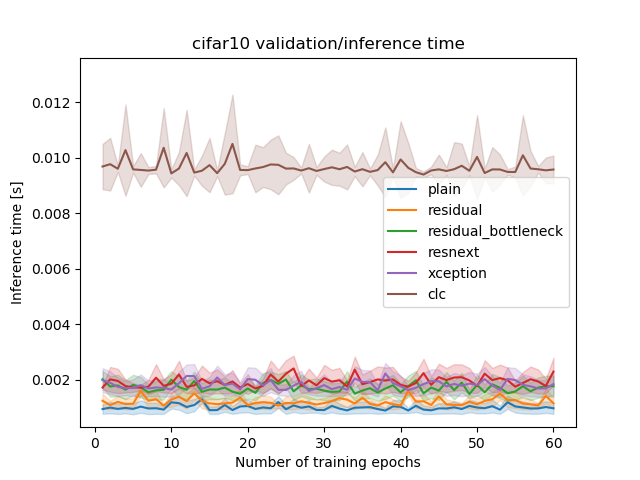 cifar10 validation/inference time
Inference time [s]
0.012
0.010
0.008
0.006
0.004
0.002
plain
residual
residual_bottleneck
resnext
xception
clc
0 10 20 30 40 50 60
Number of training epochs